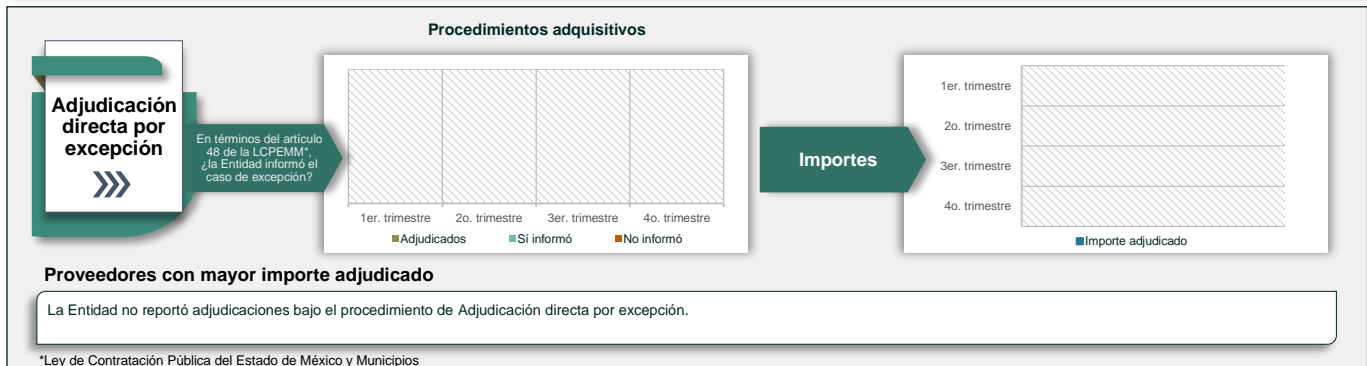 Procedimientos adquisitivos
Adjudicación
directa por
excepción
En términos del artículo
48 de la LCPEMM*,
¿la Entidad informó el
caso de excepción?
1er. trimestre
2o. trimestre
3er. trimestre
4o. trimestre
Adjudicados
Sí informó
No informó
Importes
1er. trimestre
2o. trimestre
3er. trimestre
4o. trimestre
Importe adjudicado
Proveedores con mayor importe adjudicado
La Entidad no reportó adjudicaciones bajo el procedimiento de Adjudicación directa por excepción.
*Ley de Contratación Pública del Estado de México y Municipios